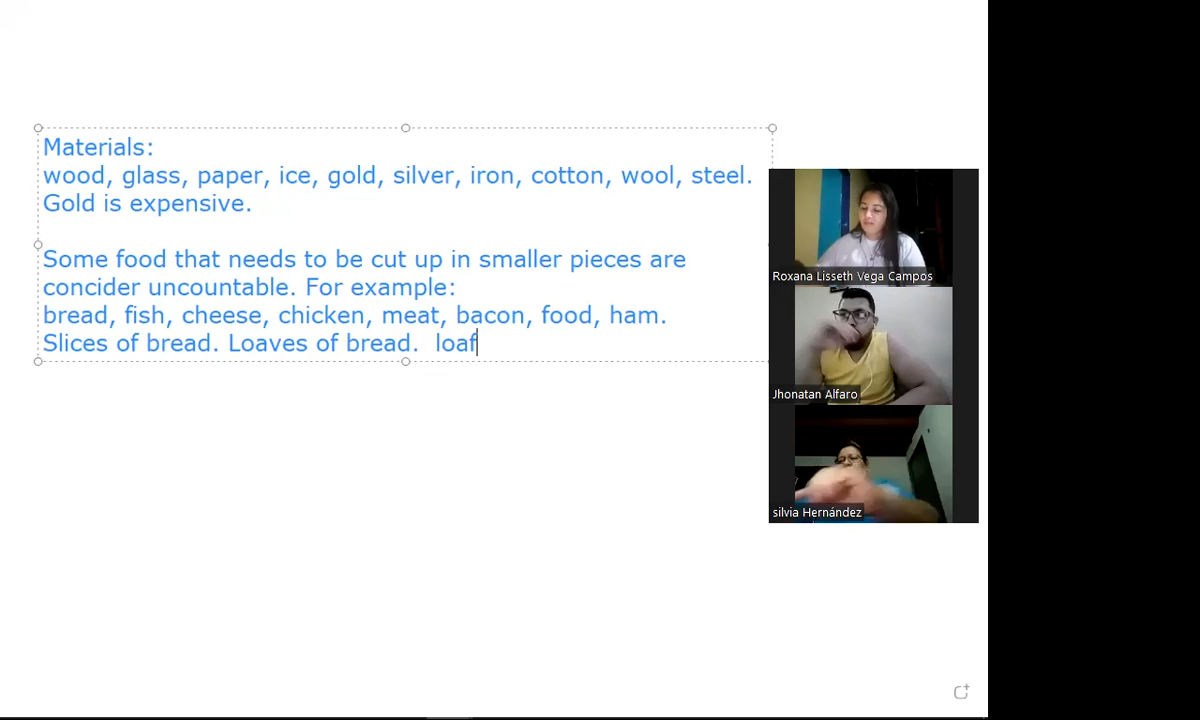 Materials:
wood, glass, paper, ice, gold, silver, iron, cotton, wool, steel.
Gold is expensive.
Some food that needs to be cut up in smaller pieces are
concider uncountable. For example:
bread, fish, cheese, chicken, meat, bacon, food, ham.
Slices of bread. Loaves of bread.  loaf
Roxana Lisseth Vega Campos
Jhonatan Alfaro
silvia Hernández